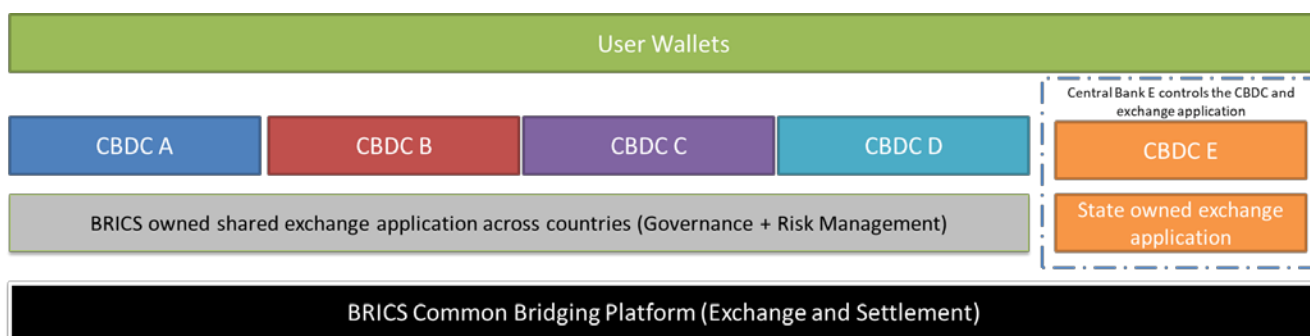 User Wallets
Central Bank E controls the CBDC and
exchange application
CBDC A
CBDC B
CBDC C
CBDC D
CBDC E
BRICS owned shared exchange application across countries (Governance + Risk Management)
State owned exchange
application
BRICS Common Bridging Platform (Exchange and Settlement)